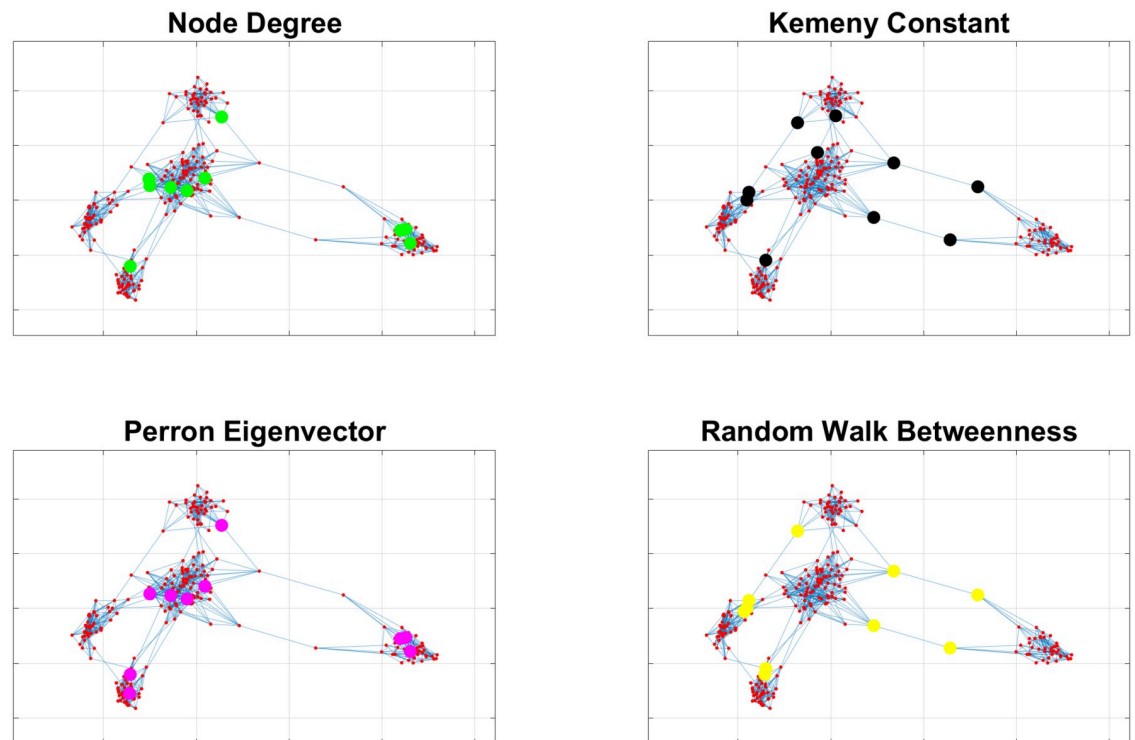 Node Degree
Kemeny Constant
Perron Eigenvector
Random Walk Betweenness